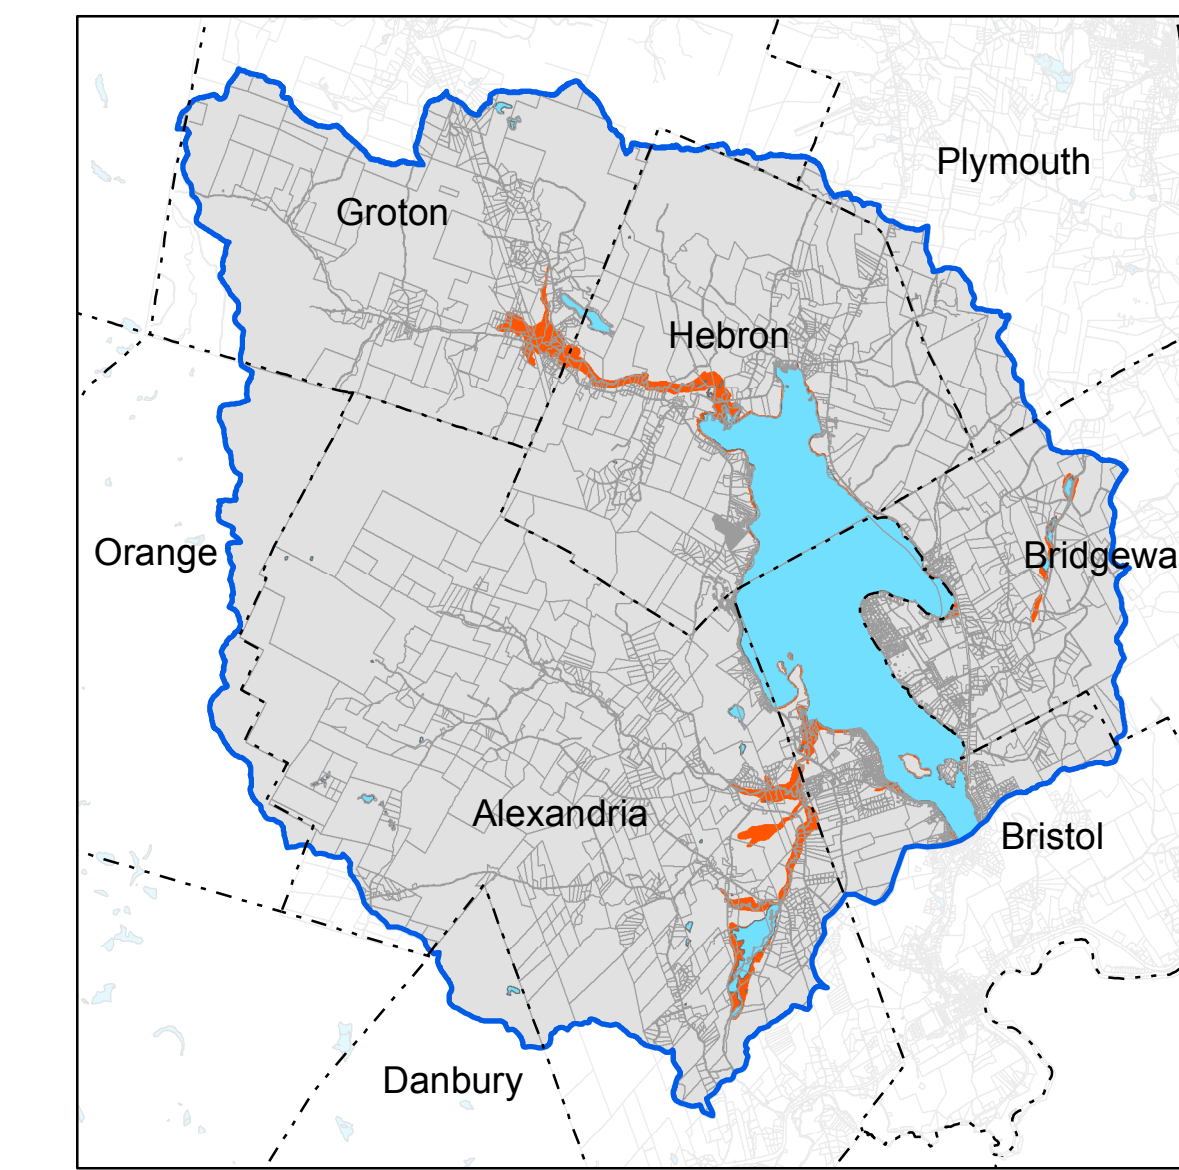 Plymouth
Groton
Hebron
Orange
Bridgewa
Alexandria
Bristol
Danbury